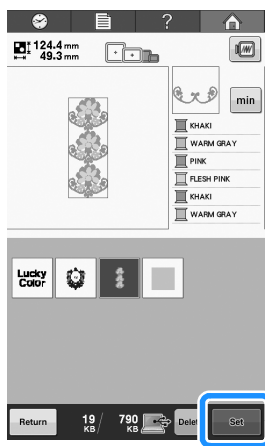 ?
124.4 mm
49.3 mm
min
KHAKI
WARM GRAY
PINK
FLESH PINK
KHAKI
WARM GRAY
Lucky
Color
Return
19 KB / 790 KB
Delet
Set